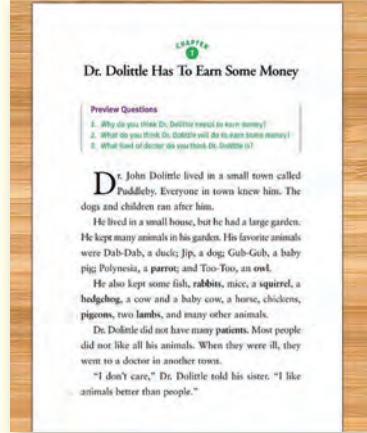 CHAPTER
1
Dr. Dolittle Has To Earn Some Money
Preview Questions
1. Why do you think Dr. Dolittle needs to earn money?
2. What do you think Dr. Dolittle will do to earn some money?
3. What kind of doctor do you think Dr. Dolittle is?
Dr. John Dolittle lived in a small town called
Puddleby. Everyone in town knew him. The
dogs and children ran after him.
He lived in a small house, but he had a large garden.
He kept many animals in his garden. His favorite animals
were Dab-Dab, a duck; Jip, a dog; Gub-Gub, a baby
pig; Polynesia, a parrot; and Too-Too, an owl.
He also kept some fish, rabbits, mice, a squirrel, a
hedgehog, a cow and a baby cow, a horse, chickens,
pigeons, two lambs, and many other animals.
Dr. Dolittle did not have many patients. Most people
did not like all his animals. When they were ill, they
went to a doctor in another town.
"I don't care," Dr. Dolittle told his sister. "I like
animals better than people."